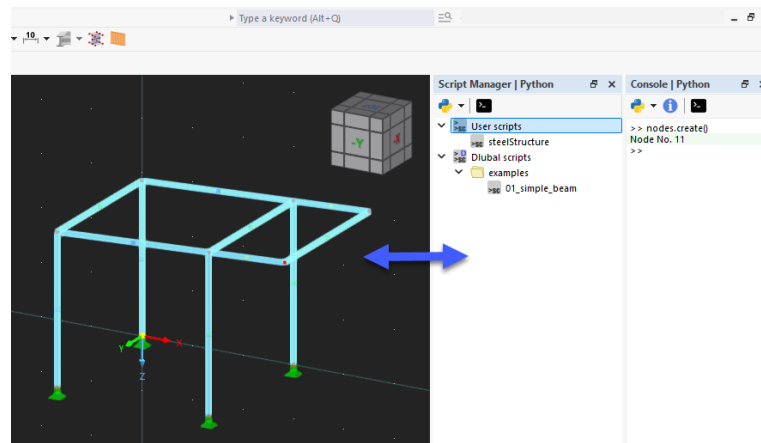 Type a keyword (Alt+Q)
10
Script Manager | Python
Console | Python
User scripts
steelStructure
Dlubal scripts
examples
01_simple_beam
>> nodes.create()
Node No. 11
>>
-Y
-X
Y
X
Z